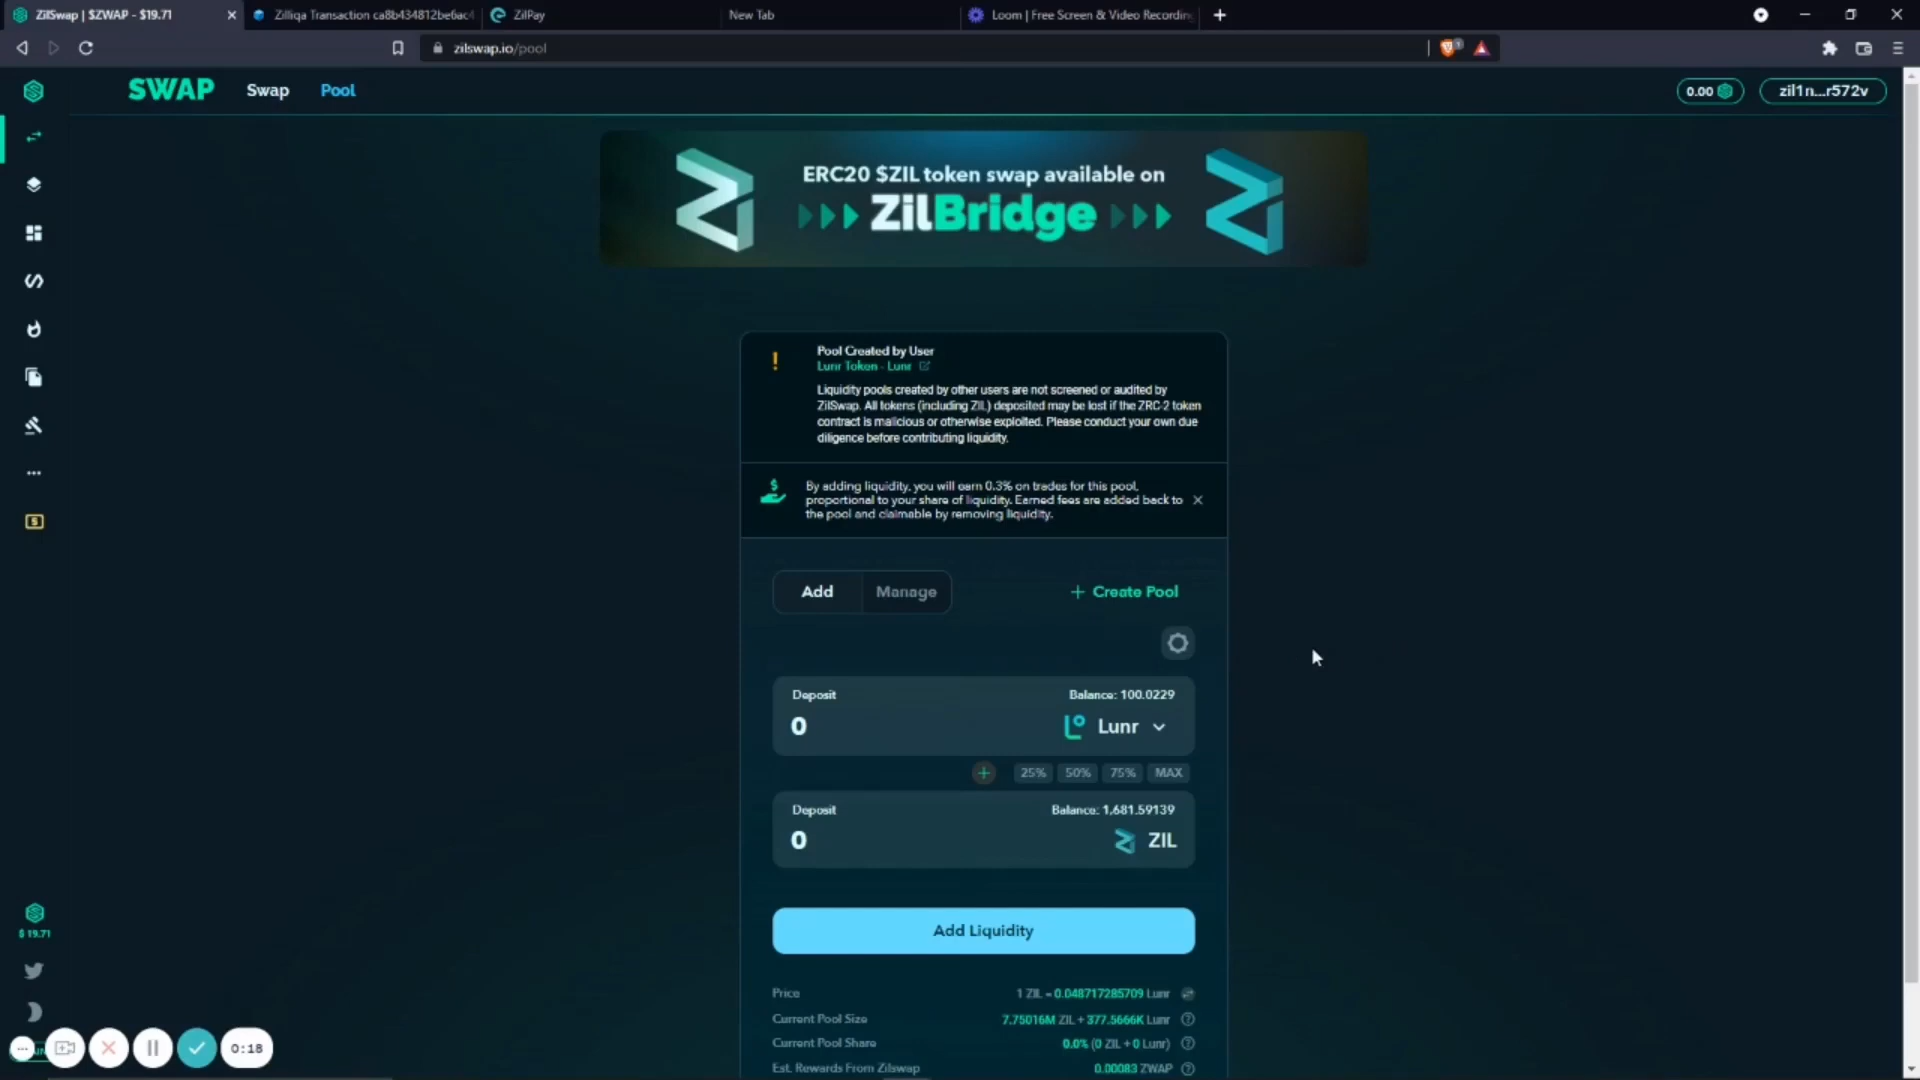 ZilSwap | $ZWAP - $19.71
Zilliqa Transaction ca8b434812be6ac4
ZilPay
New Tab
Loom | Free Screen & Video Recording
zilswap.io/pool
SWAP
Swap
Pool
0.00
zil1n...r572v
ERC20 $ZIL token swap available on
ZilBridge
Pool Created by User
Lunr Token - Lunr
Liquidity pools created by other users are not screened or audited by
ZilSwap. All tokens (including ZIL) deposited may be lost if the ZRC-2 token
contract is malicious or otherwise exploited. Please conduct your own due
diligence before contributing liquidity.
By adding liquidity, you will earn 0.3% on trades for this pool,
proportional to your share of liquidity. Earned fees are added back to
the pool and claimable by removing liquidity.
Add
Manage
+ Create Pool
Deposit
Balance: 100.0229
0
Lunr
25%
50%
75%
MAX
Deposit
Balance: 1,681.59139
0
ZIL
Add Liquidity
Price
1 ZIL = 0.048717285709 Lunr
Current Pool Size
7.75016M ZIL + 377.5666K Lunr
Current Pool Share
0.0% (0 ZIL + 0 Lunr)
Est. Rewards From Zilswap
0.00083 ZWAP
$ 19.71
0:18